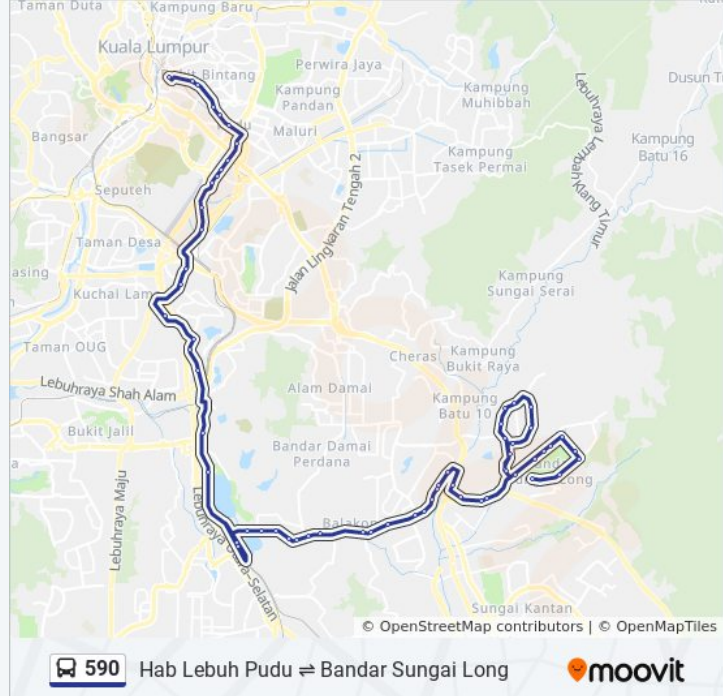 Taman Duta
Kampung Baru
Kuala Lumpur
Bintang
Perwira Jaya
Kampung
Pandan
Kampung
Muhibbah
Dusun Tu
Maluri
Bangsar
Kampung
Tasek Permai
Lebuhraya Lembah Klang Timur
Kampung
Batu 16
Seputeh
Jalan Lingkaran Tengah 2
Taman Desa
Kuchai Lam
Kampung
Sungai Serai
Taman OUG
Cheras
Kampung
Bukit Raya
Lebuhraya Shah Alam
Alam Damai
Kampung
Batu 10
Bukit Jalil
Bandar Damai
Perdana
Lebuhraya Maju
Balakon
Sungai Kantan
© OpenStreetMap contributors | © OpenMapTiles
590 Hab Lebuh Pudu ⇌ Bandar Sungai Long
moovit